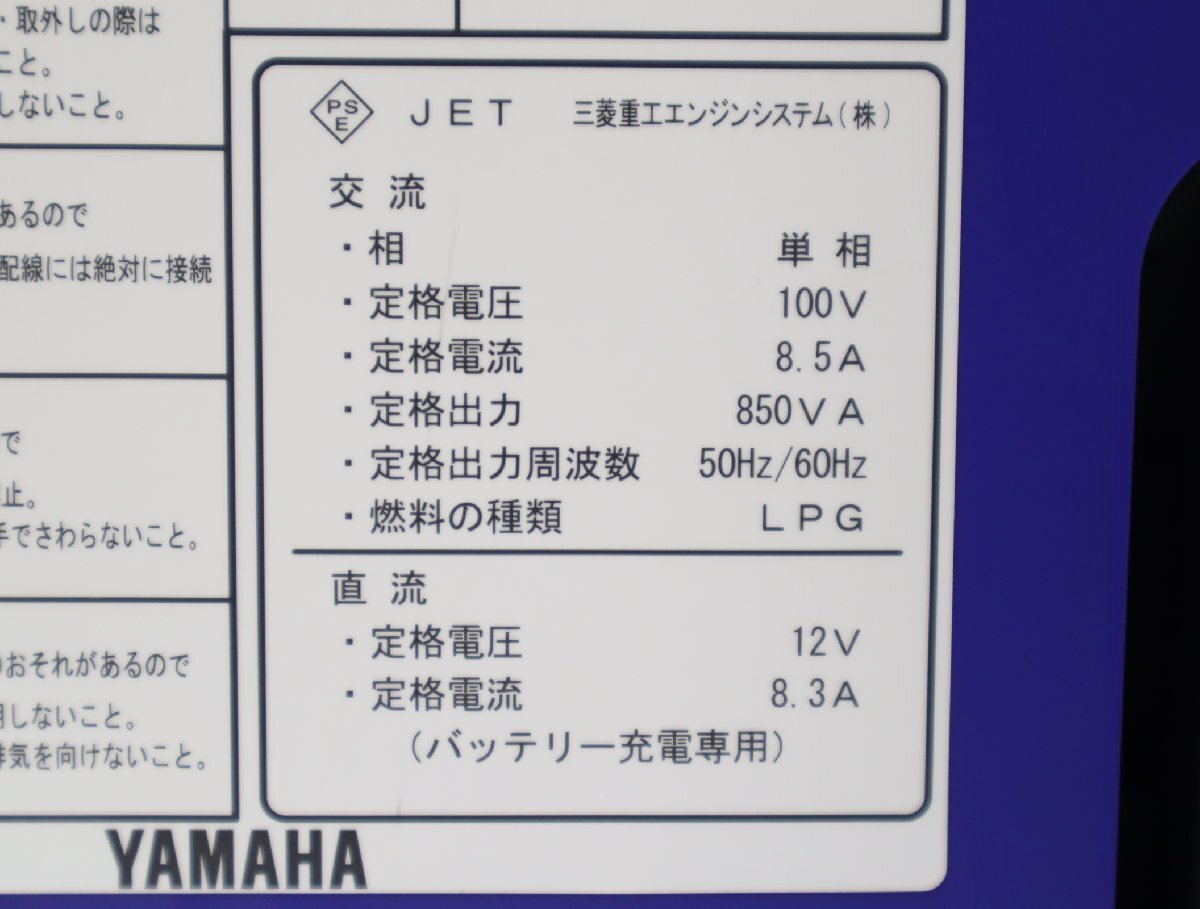 ・取外しの際は
こと。
しないこと。
あるので
配線には絶対に接続
で
止。
手でさわらないこと。
おそれがあるので
用しないこと。
排気を向けないこと。
PS
E
JET 三菱重工エンジンシステム(株)
交流
・相 単相
・定格電圧 100V
・定格電流 8.5A
・定格出力 850VA
・定格出力周波数 50Hz/60Hz
・燃料の種類 LPG
直流
・定格電圧 12V
・定格電流 8.3A
(バッテリー充電専用)
YAMAHA